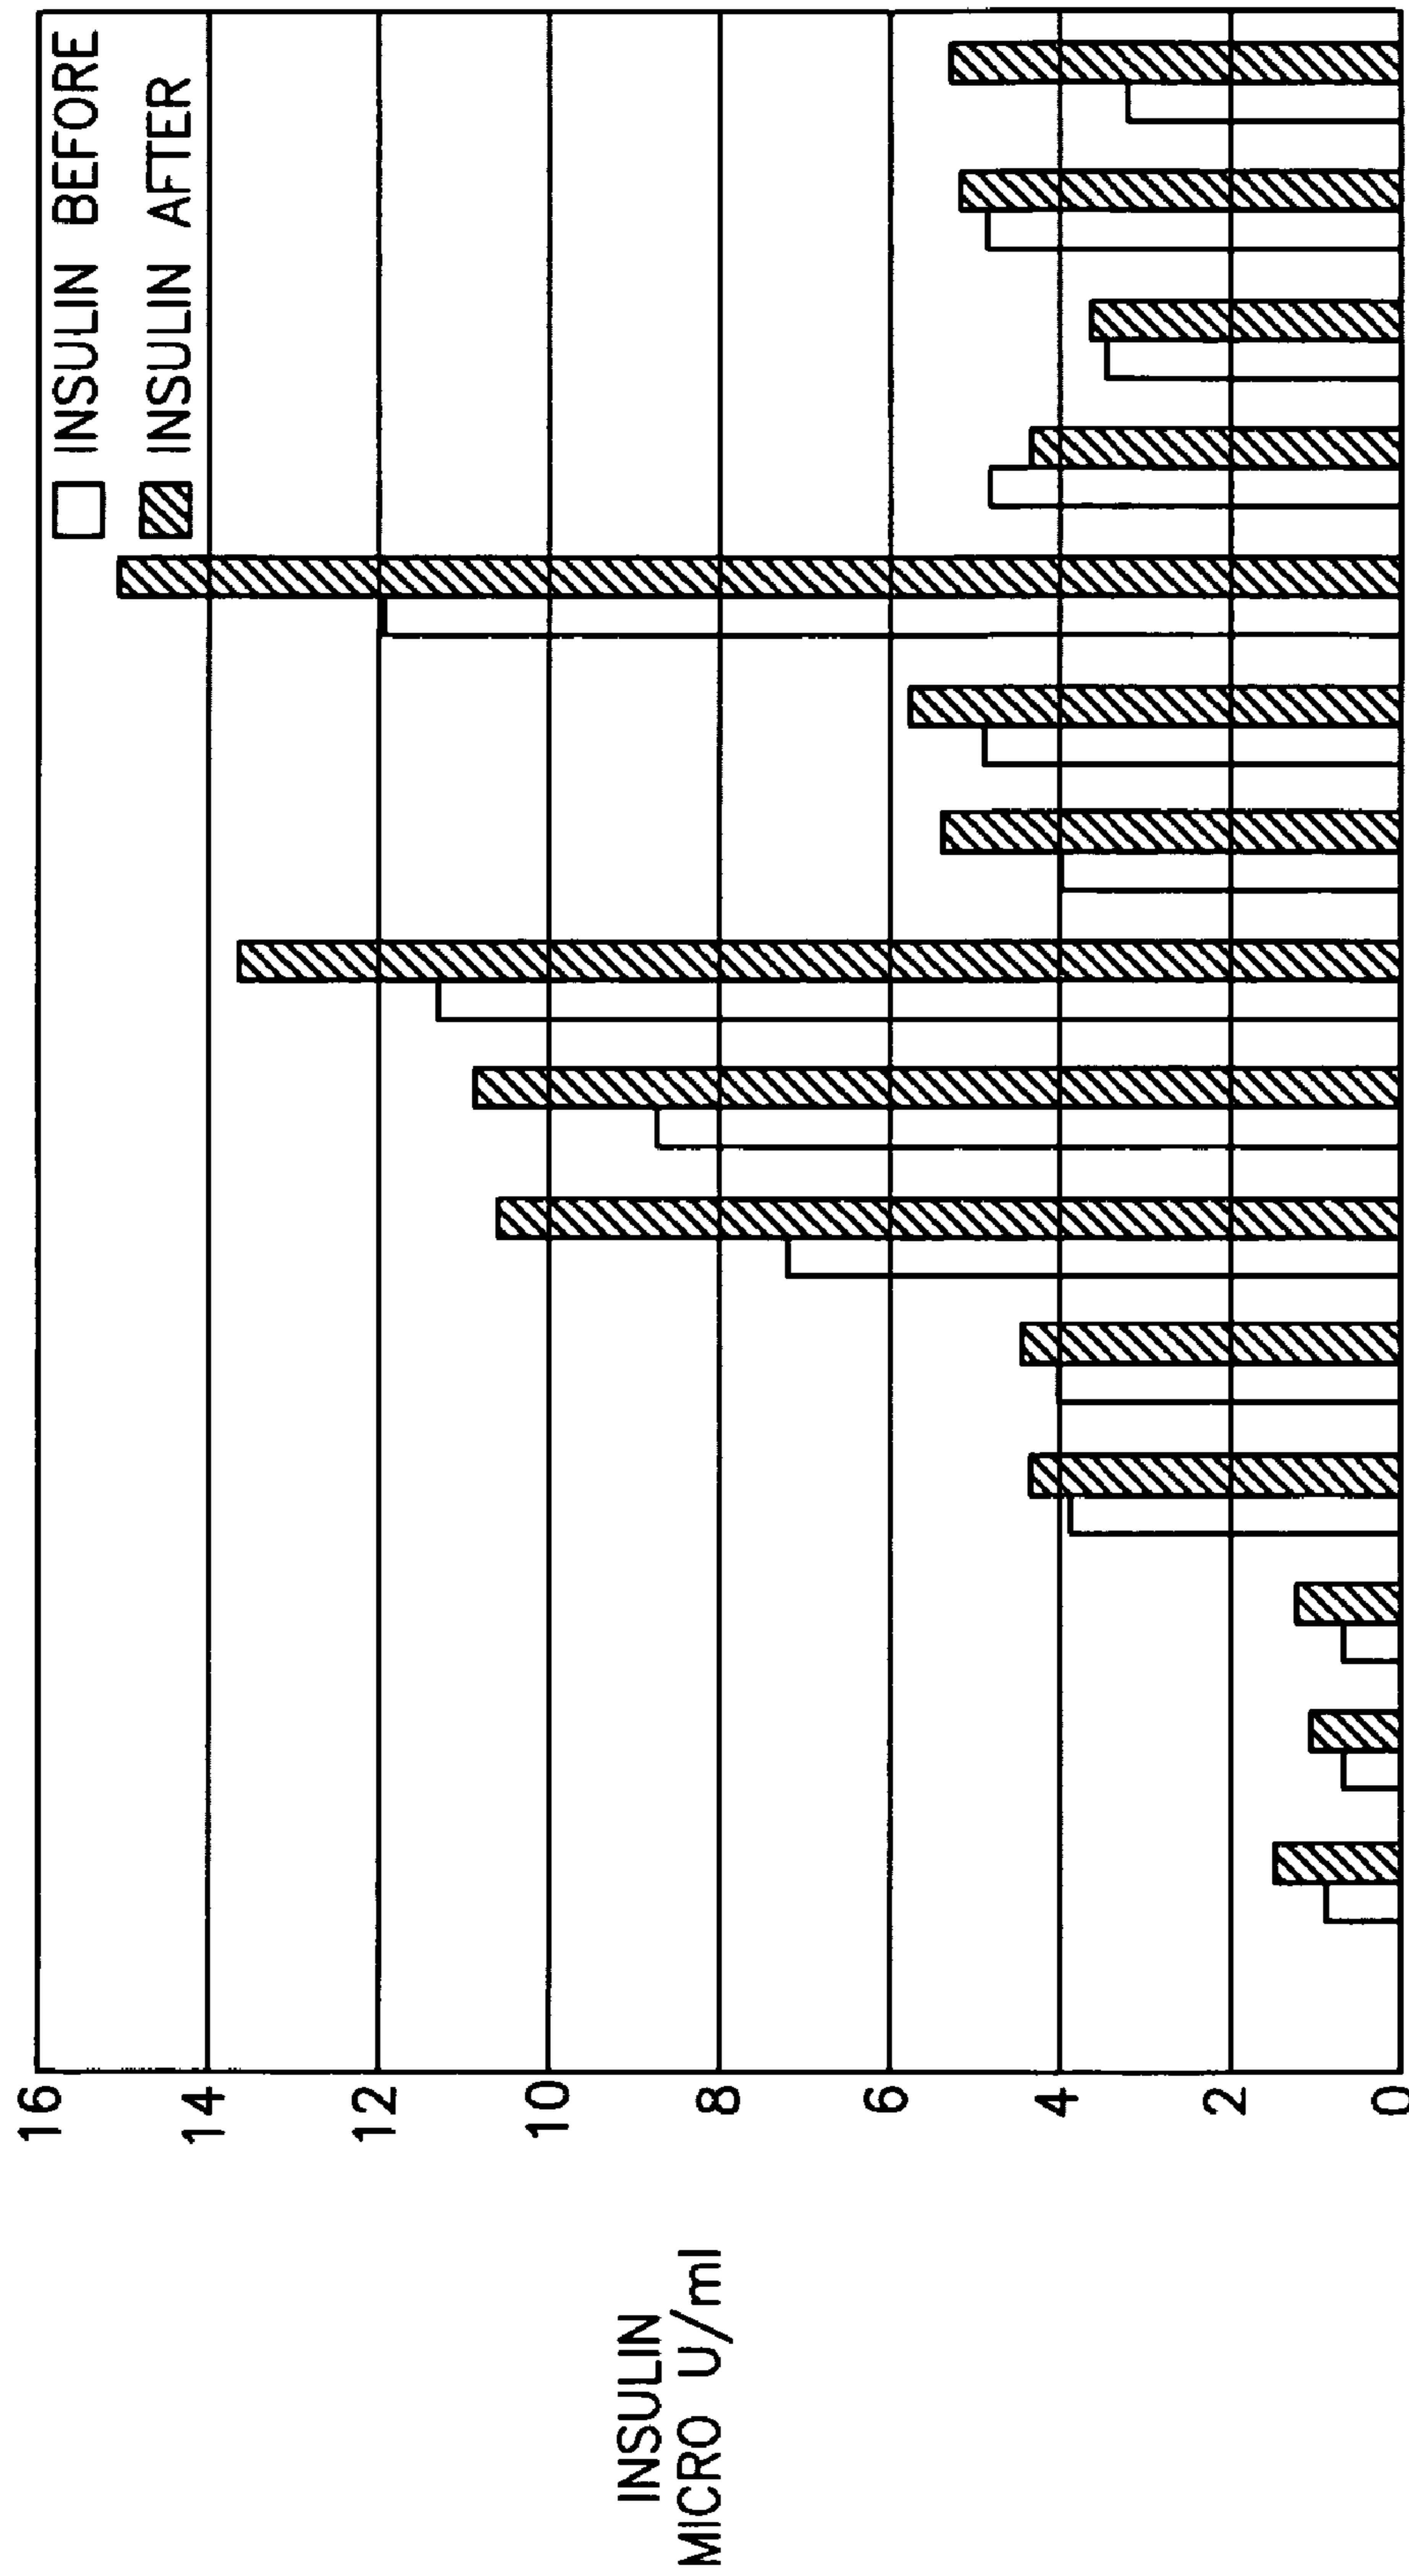 INSULIN BEFORE
INSULIN AFTER
16
14
12
10
8
6
4
2
0
INSULIN
MICRO U/ml